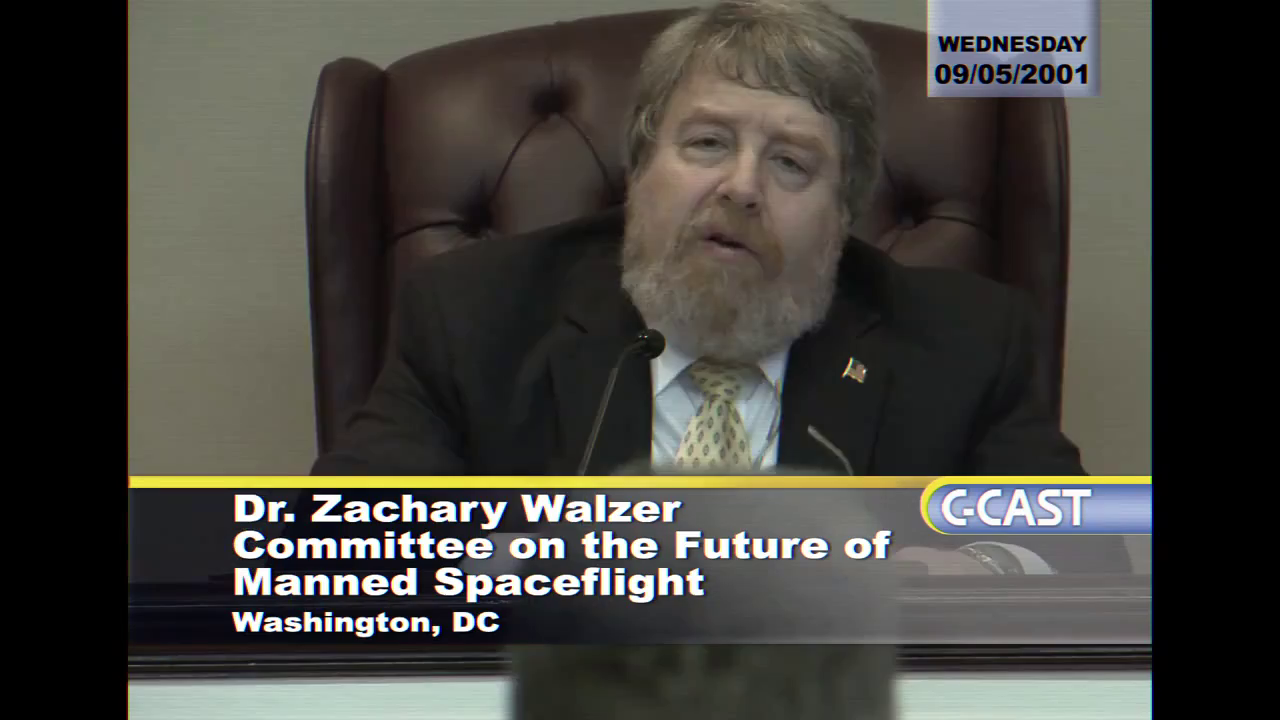 WEDNESDAY
09/05/2001
Dr. Zachary Walzer
Committee on the Future of
Manned Spaceflight
Washington, DC
C-CAST